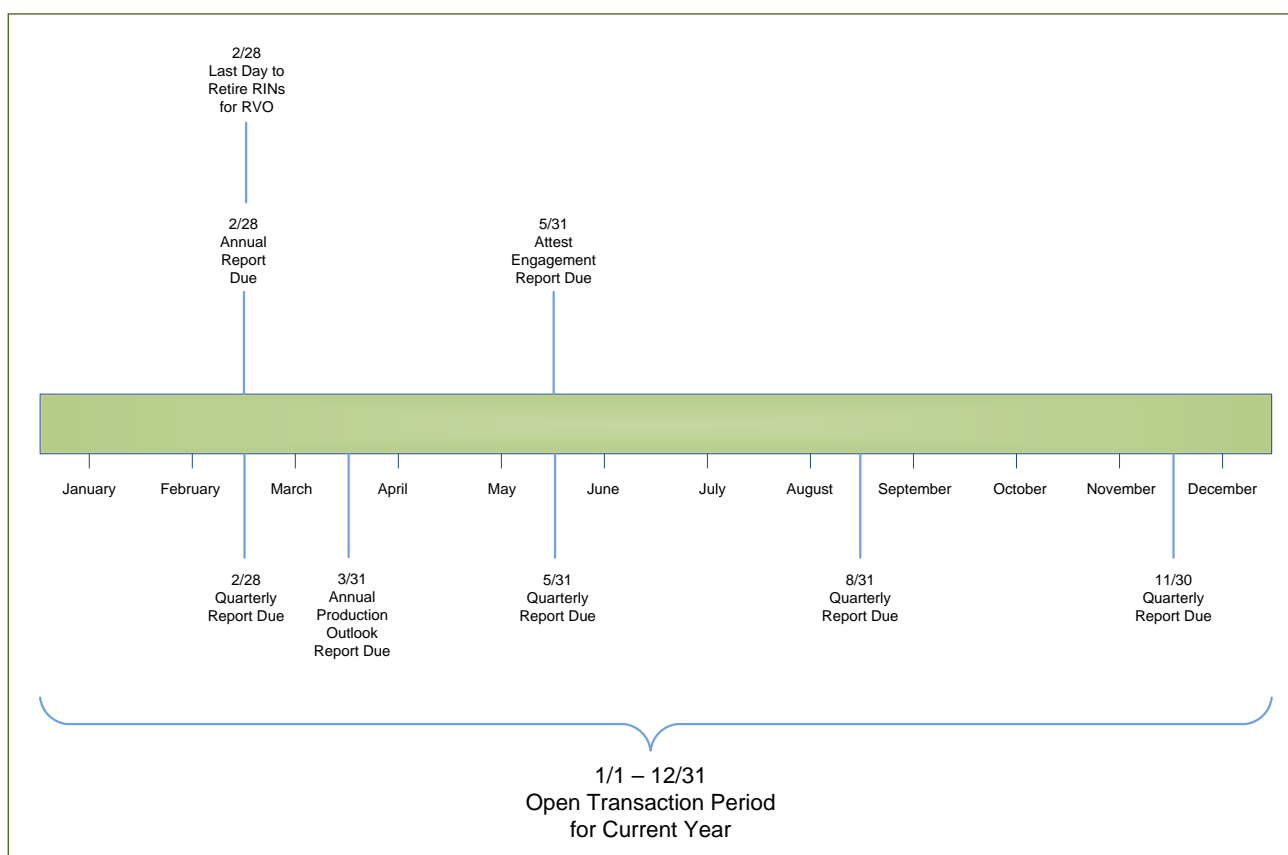 2/28
Last Day to
Retire RINs
for RVO
2/28
Annual
Report
Due
5/31
Attest
Engagement
Report Due
January
February
March
April
May
June
July
August
September
October
November
December
2/28
Quarterly
Report Due
3/31
Annual
Production
Outlook
Report Due
5/31
Quarterly
Report Due
8/31
Quarterly
Report Due
11/30
Quarterly
Report Due
1/1 – 12/31
Open Transaction Period
for Current Year